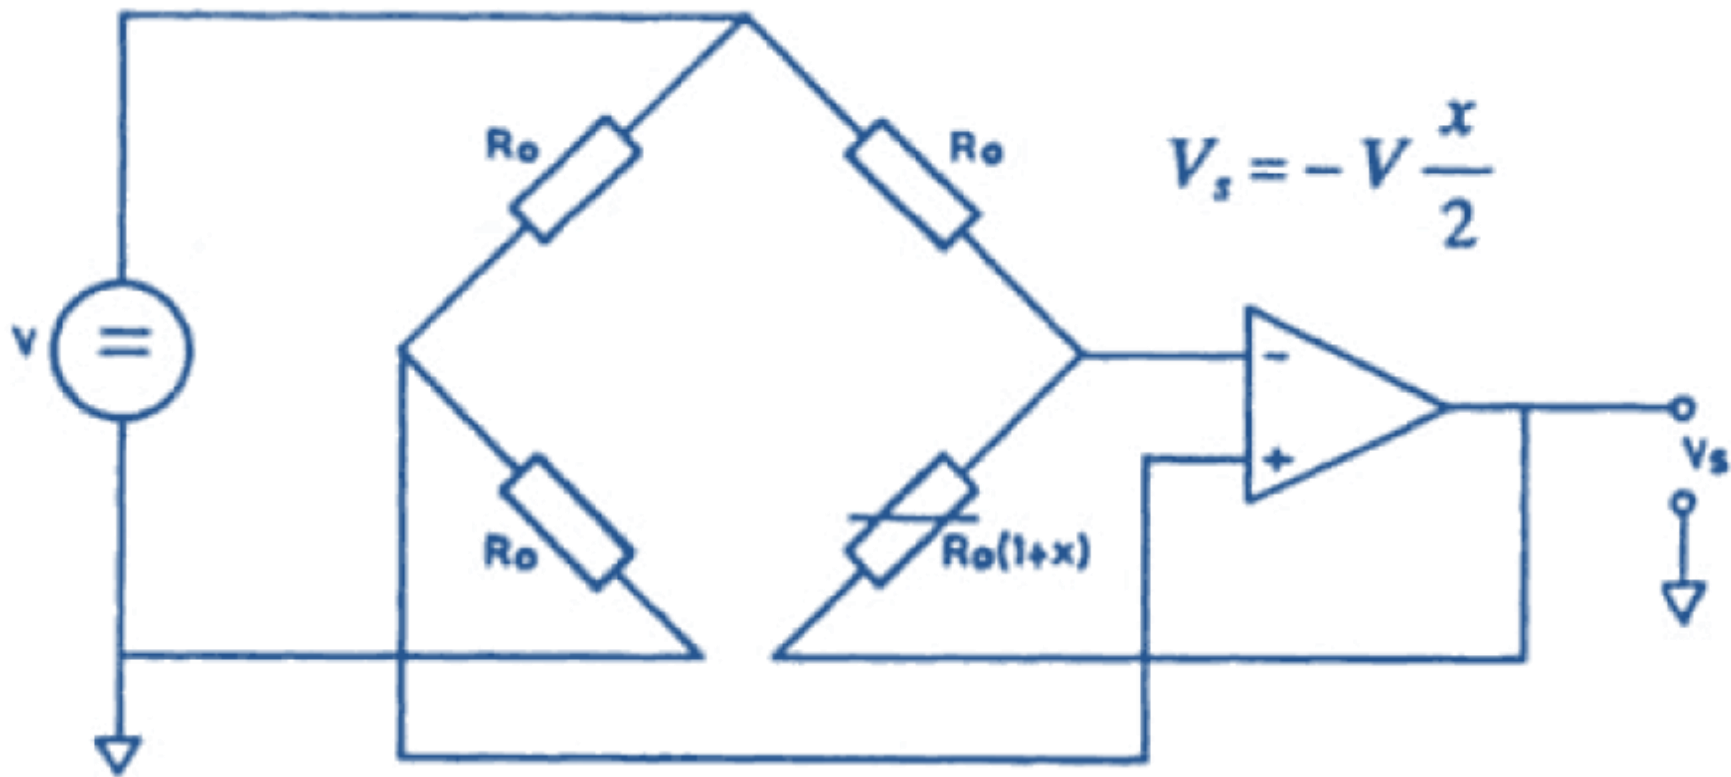 Ro
Ro
V_s = - V x/2
V
-
+
Vs
Ro
Ro(1+x)